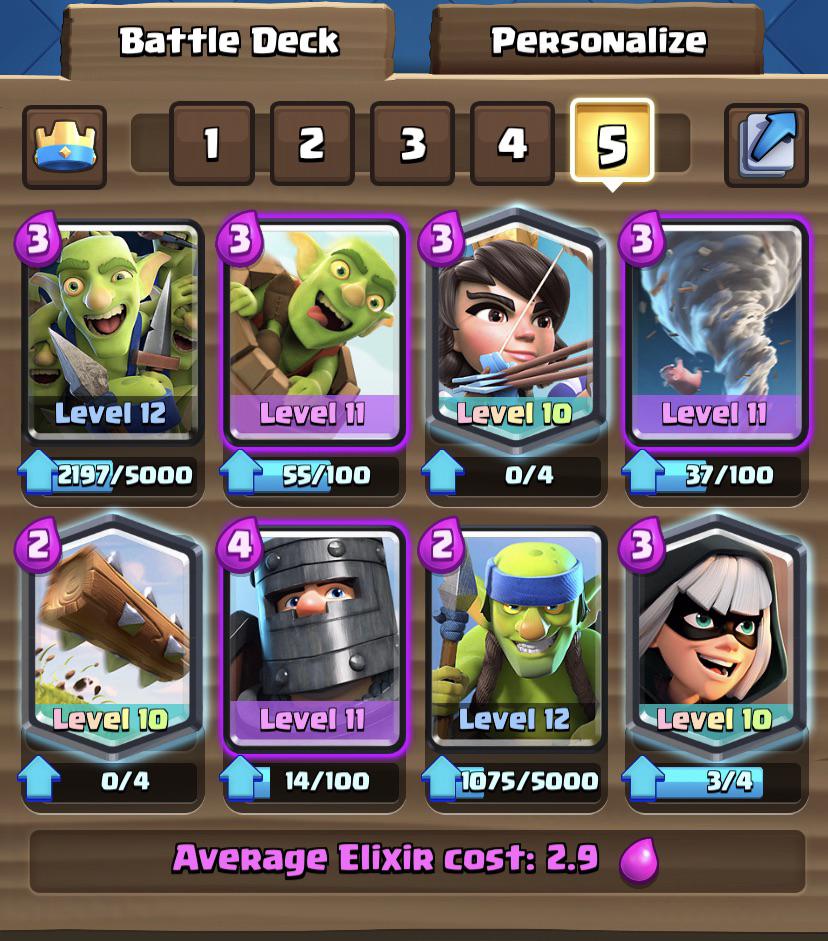 Battle Deck Personalize
1 2 3 4 5
3 3 3 3
Level 12 Level 11 Level 10 Level 11
2197/5000 55/100 0/4 37/100
2 4 2 3
Level 10 Level 11 Level 12 Level 10
0/4 14/100 1075/5000 3/4
Average Elixir cost: 2.9